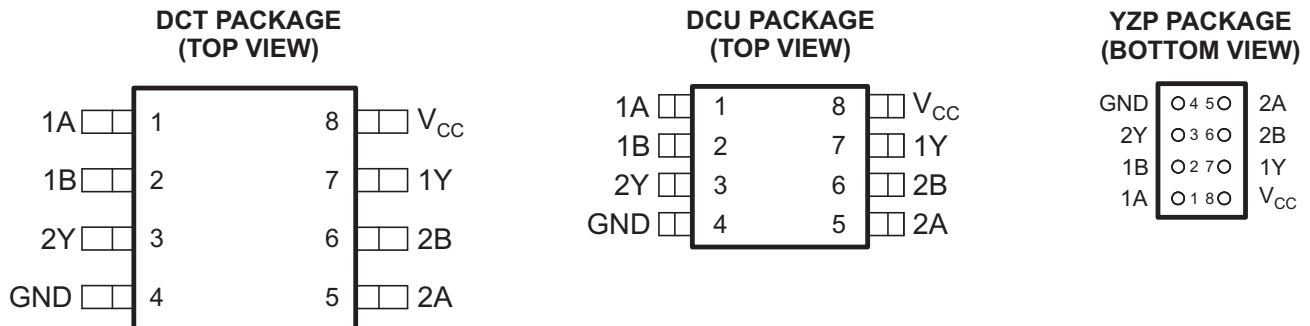 DCT PACKAGE
(TOP VIEW)
1A 1 8 VCC
1B 2 7 1Y
2Y 3 6 2B
GND 4 5 2A
DCU PACKAGE
(TOP VIEW)
1A 1 8 VCC
1B 2 7 1Y
2Y 3 6 2B
GND 4 5 2A
YZP PACKAGE
(BOTTOM VIEW)
GND 4 5 2A
2Y 3 6 2B
1B 2 7 1Y
1A 1 8 VCC